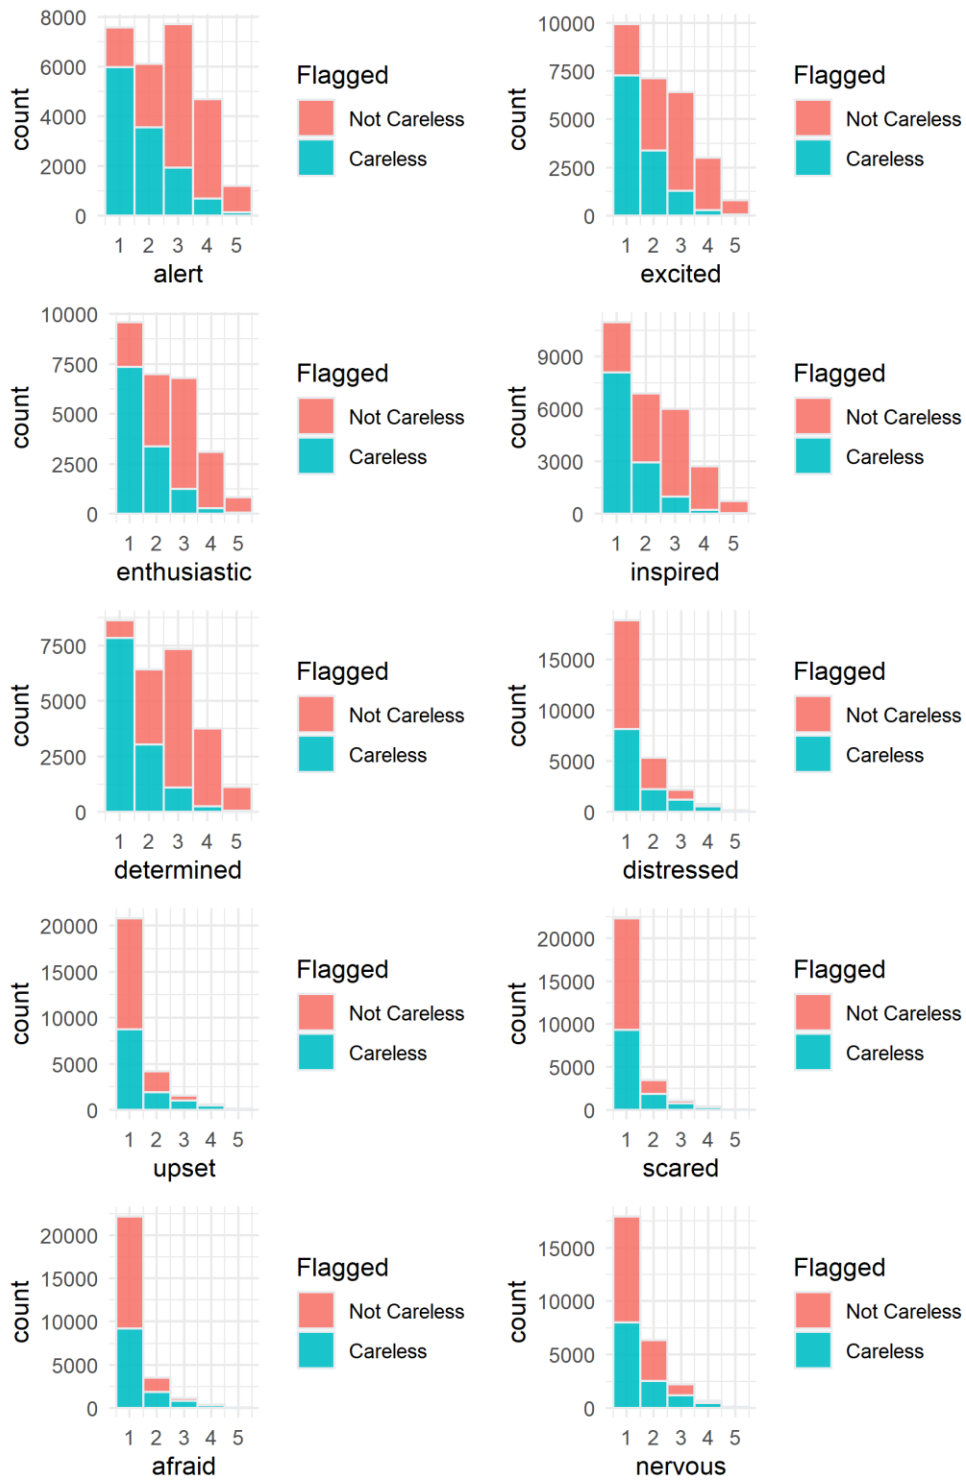 8000
6000
4000
2000
0
count
1 2 3 4 5
alert
Flagged
Not Careless
Careless
10000
7500
5000
2500
0
count
1 2 3 4 5
excited
Flagged
Not Careless
Careless
10000
7500
5000
2500
0
count
1 2 3 4 5
enthusiastic
Flagged
Not Careless
Careless
9000
6000
3000
0
count
1 2 3 4 5
inspired
Flagged
Not Careless
Careless
7500
5000
2500
0
count
1 2 3 4 5
determined
Flagged
Not Careless
Careless
15000
10000
5000
0
count
1 2 3 4 5
distressed
Flagged
Not Careless
Careless
20000
15000
10000
5000
0
count
1 2 3 4 5
upset
Flagged
Not Careless
Careless
20000
15000
10000
5000
0
count
1 2 3 4 5
scared
Flagged
Not Careless
Careless
20000
15000
10000
5000
0
count
1 2 3 4 5
afraid
Flagged
Not Careless
Careless
15000
10000
5000
0
count
1 2 3 4 5
nervous
Flagged
Not Careless
Careless